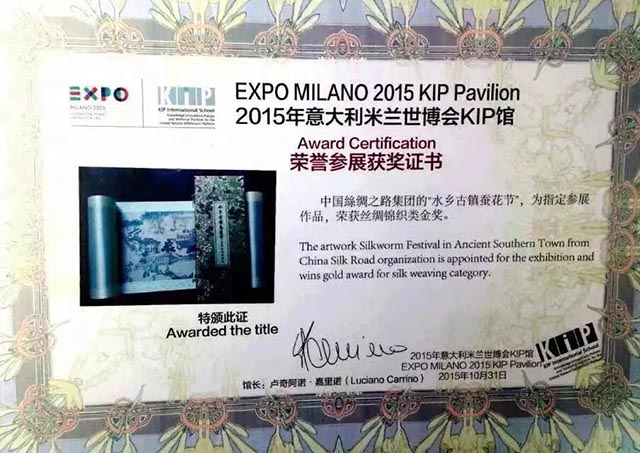 EXPO
MILANO 2015
KIP
KIP International School
EXPO MILANO 2015 KIP Pavilion
2015年意大利米兰世博会KIP馆
Award Certification
荣誉参展获奖证书
中国絲绸之路集团的“水乡古镇蚕花节”，为指定参展
作品，荣获丝绸锦织类金奖。
The artwork Silkworm Festival in Ancient Southern Town from
China Silk Road organization is appointed for the exhibition and
wins gold award for silk weaving category.
特颁此证
Awarded the title
2015年意大利米兰世博会KIP馆
EXPO MILANO 2015 KIP Pavilion
馆长：卢奇阿诺·嘉里诺（Luciano Carrino）
2015年10月31日
KIP
KIP International School